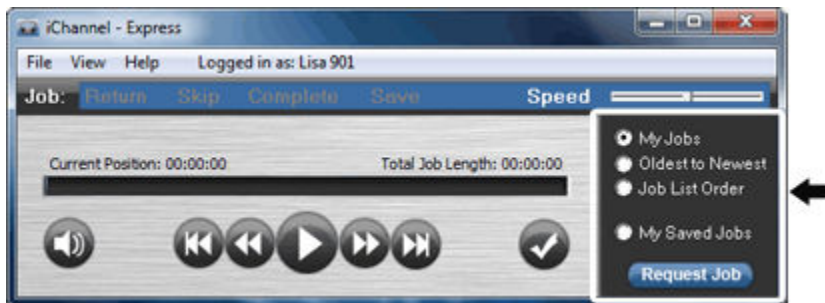 iChannel - Express
File View Help Logged in as: Lisa 901
Job: Return Skip Complete Save Speed
My Jobs
Oldest to Newest
Job List Order
Current Position: 00:00:00 Total Job Length: 00:00:00
My Saved Jobs
Request Job